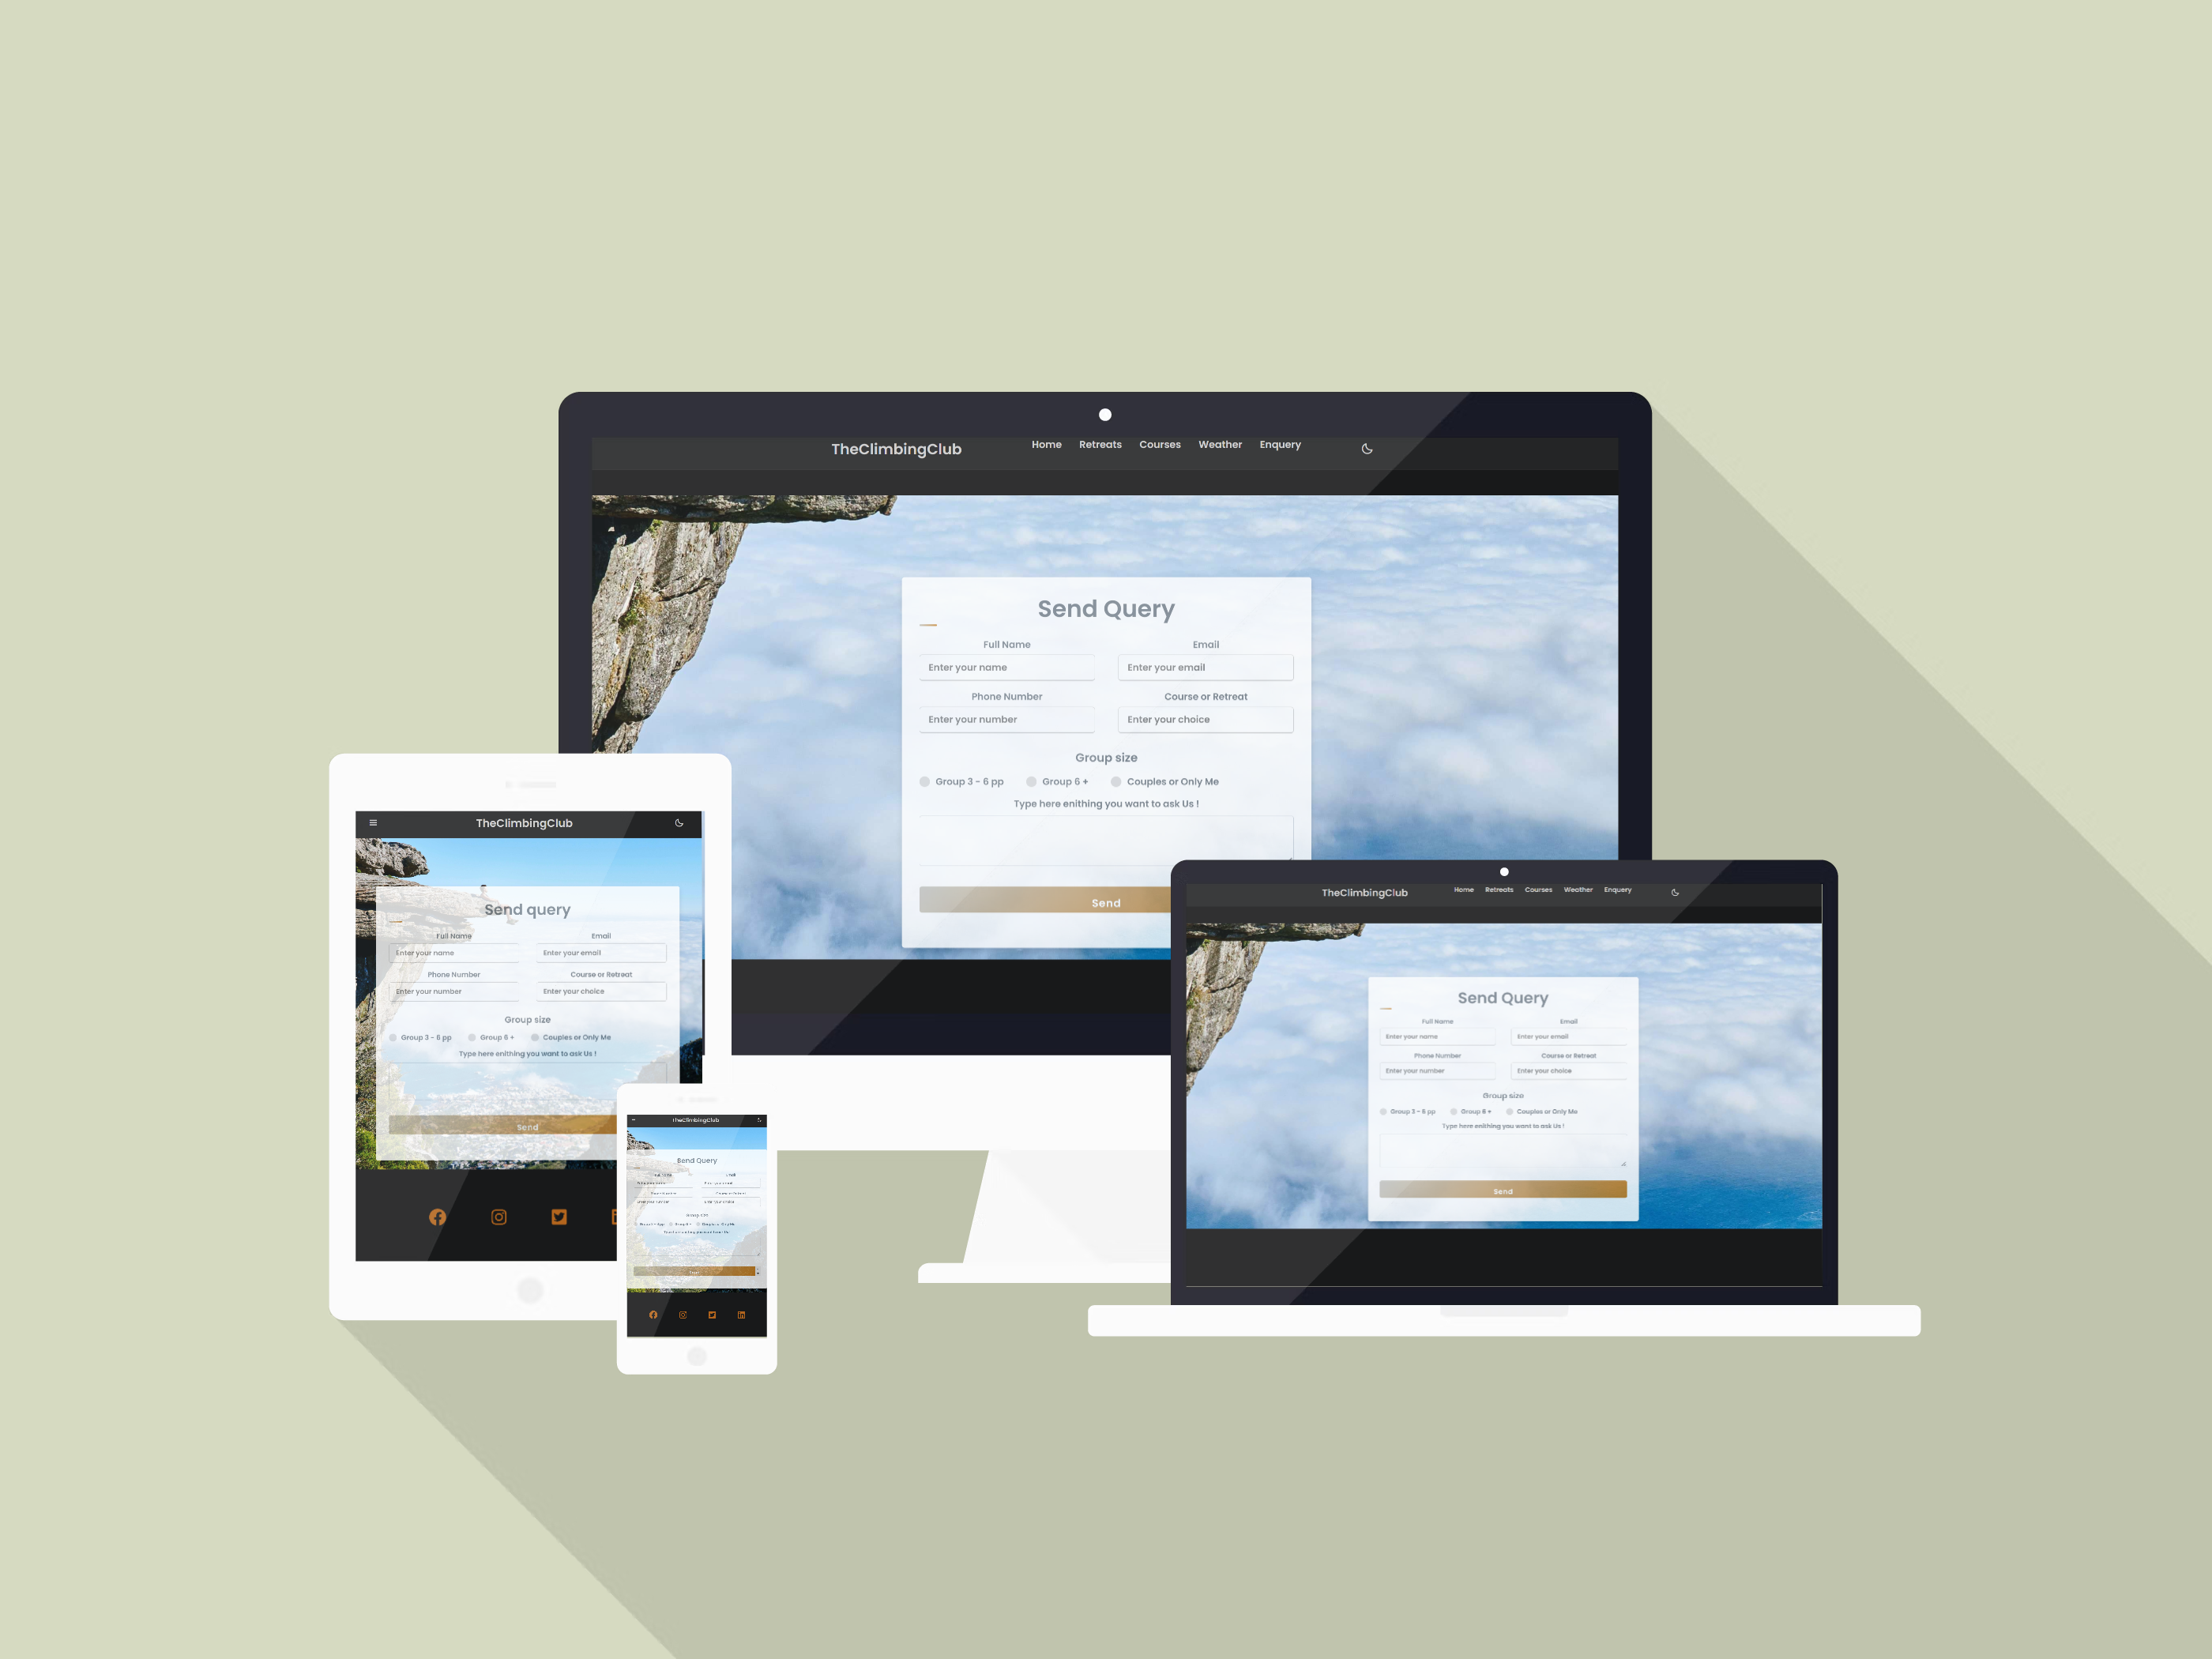 TheClimbingClub Home Retreats Courses Weather Enquery
Send Query
Full Name Email
Enter your name Enter your email
Phone Number Course or Retreat
Enter your number Enter your choice
Group size
Group 3 - 6 pp Group 6 + Couples or Only Me
Type here enithing you want to ask Us !
Send
TheClimbingClub
Send query
Full Name Email
Enter your name Enter your email
Phone Number Course or Retreat
Enter your number Enter your choice
Group size
Group 3 - 6 pp Group 6 + Couples or Only Me
Type here enithing you want to ask Us !
Send
TheClimbingClub
Send Query
TheClimbingClub Home Retreats Courses Weather Enquery
Send Query
Full Name Email
Enter your name Enter your email
Phone Number Course or Retreat
Enter your number Enter your choice
Group size
Group 3 - 6 pp Group 6 + Couples or Only Me
Type here enithing you want to ask Us !
Send